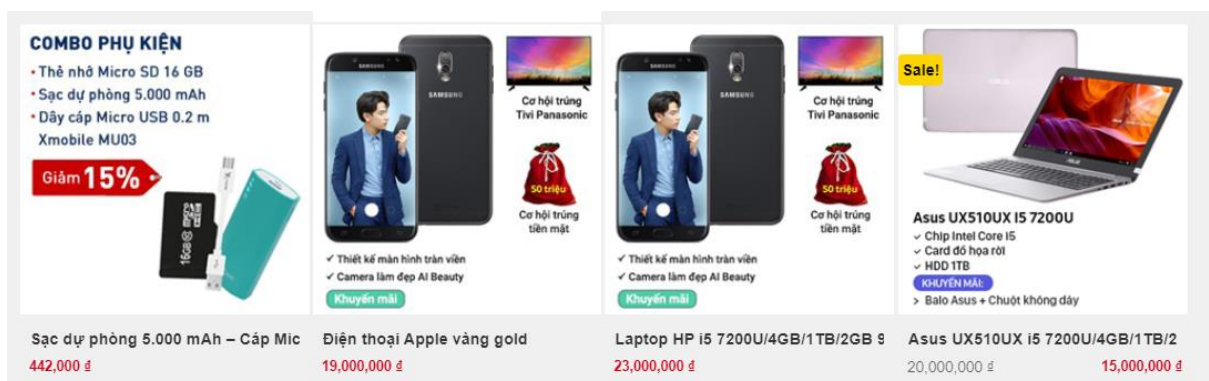 COMBO PHỤ KIỆN
• Thẻ nhớ Micro SD 16 GB
• Sạc dự phòng 5.000 mAh
• Dây cáp Micro USB 0.2 m
Xmobile MU03
Giảm 15%
16GB
micro
Sạc dự phòng 5.000 mAh – Cáp Mic
442,000 ₫
SAMSUNG
SAMSUNG
Cơ hội trúng
Tivi Panasonic
50 triệu
Cơ hội trúng
tiền mặt
✓ Thiết kế màn hình tràn viền
✓ Camera làm đẹp AI Beauty
Khuyến mãi
Điện thoại Apple vàng gold
19,000,000 ₫
SAMSUNG
SAMSUNG
Cơ hội trúng
Tivi Panasonic
50 triệu
Cơ hội trúng
tiền mặt
✓ Thiết kế màn hình tràn viền
✓ Camera làm đẹp AI Beauty
Khuyến mãi
Laptop HP i5 7200U/4GB/1TB/2GB 9
23,000,000 ₫
Sale!
ASUS
ASUS
Asus UX510UX I5 7200U
✓ Chip Intel Core i5
✓ Card đồ họa rời
✓ HDD 1TB
KHUYẾN MÃI:
> Balo Asus + Chuột không dây
Asus UX510UX i5 7200U/4GB/1TB/2
20,000,000 ₫ 15,000,000 ₫